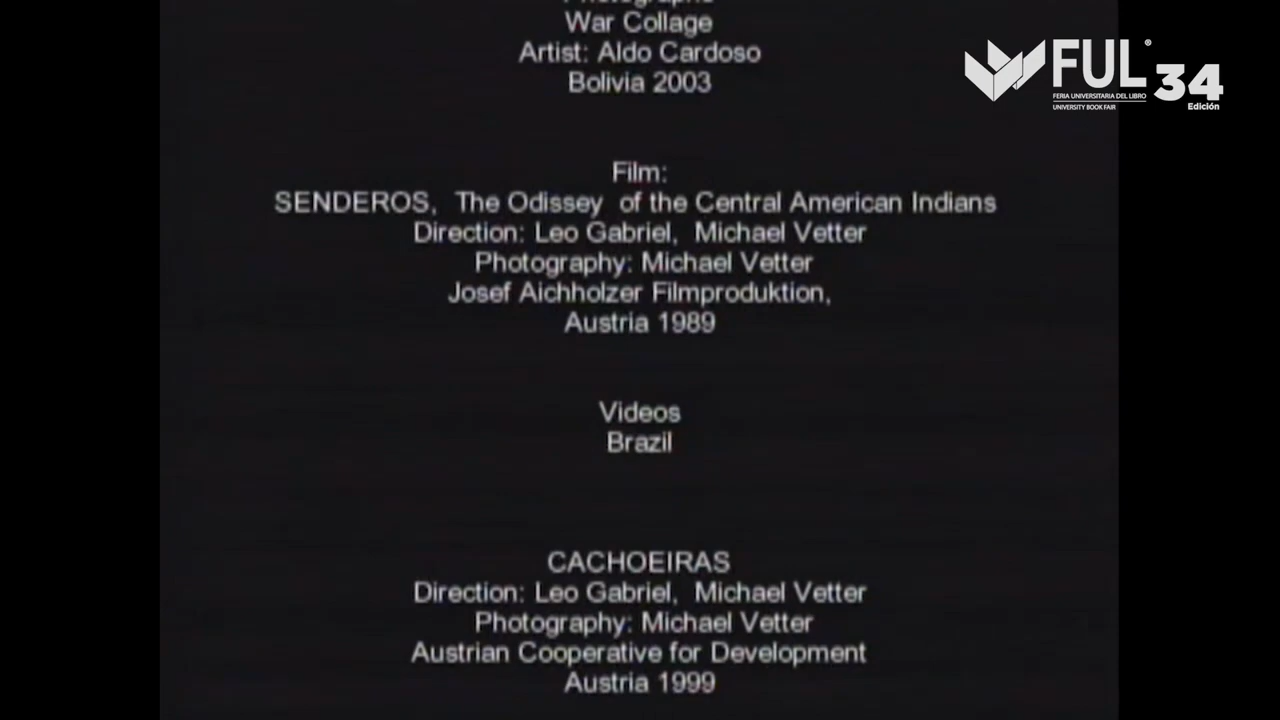 War Collage
Artist: Aldo Cardoso
Bolivia 2003
Film:
SENDEROS, The Odissey of the Central American Indians
Direction: Leo Gabriel, Michael Vetter
Photography: Michael Vetter
Josef Aichholzer Filmproduktion,
Austria 1989
Videos
Brazil
CACHOEIRAS
Direction: Leo Gabriel, Michael Vetter
Photography: Michael Vetter
Austrian Cooperative for Development
Austria 1999
FUL®
34
FERIA UNIVERSITARIA DEL LIBRO
UNIVERSITY BOOK FAIR
Edición